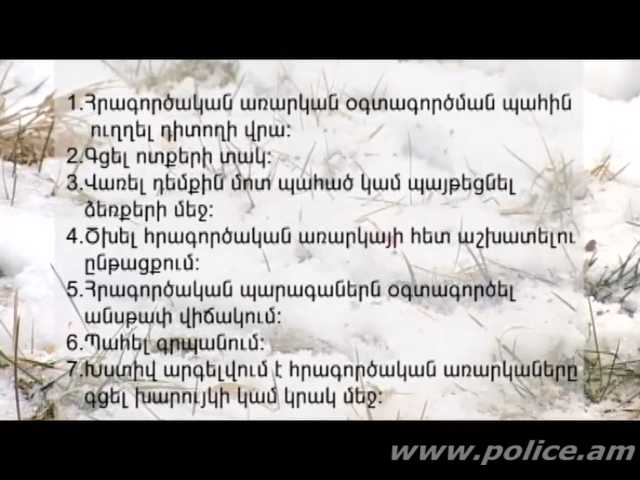 1.Հրագործական առարկան օգտագործման պահին
ուղղել դիտողի վրա:
2.Գցել ոտքերի տակ:
3.Վառել դեմքին մոտ պահած կամ պայթեցնել
ձեռքերի մեջ:
4.Ծխել հրագործական առարկայի հետ աշխատելու
ընթացքում:
5.Հրագործական պարագաներն օգտագործել
անսթափ վիճակում:
6.Պահել գրպանում:
7.Խստիվ արգելվում է հրագործական առարկաները
գցել խարույկի կամ կրակ մեջ:
www.police.am